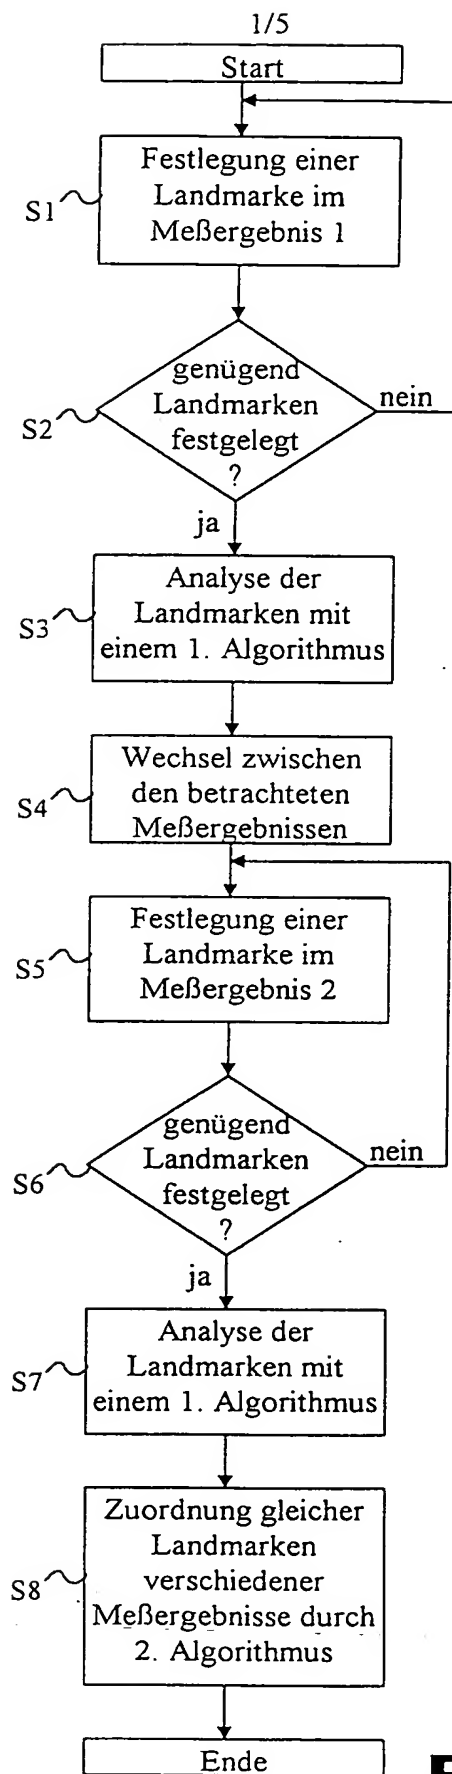 1/5
Start
S1
Festlegung einer
Landmarke im
Meßergebnis 1
S2
genügend
Landmarken
festgelegt
?
nein
ja
S3
Analyse der
Landmarken mit
einem 1. Algorithmus
S4
Wechsel zwischen
den betrachteten
Meßergebnissen
S5
Festlegung einer
Landmarke im
Meßergebnis 2
S6
genügend
Landmarken
festgelegt
?
nein
ja
S7
Analyse der
Landmarken mit
einem 1. Algorithmus
S8
Zuordnung gleicher
Landmarken
verschiedener
Meßergebnisse durch
2. Algorithmus
Ende